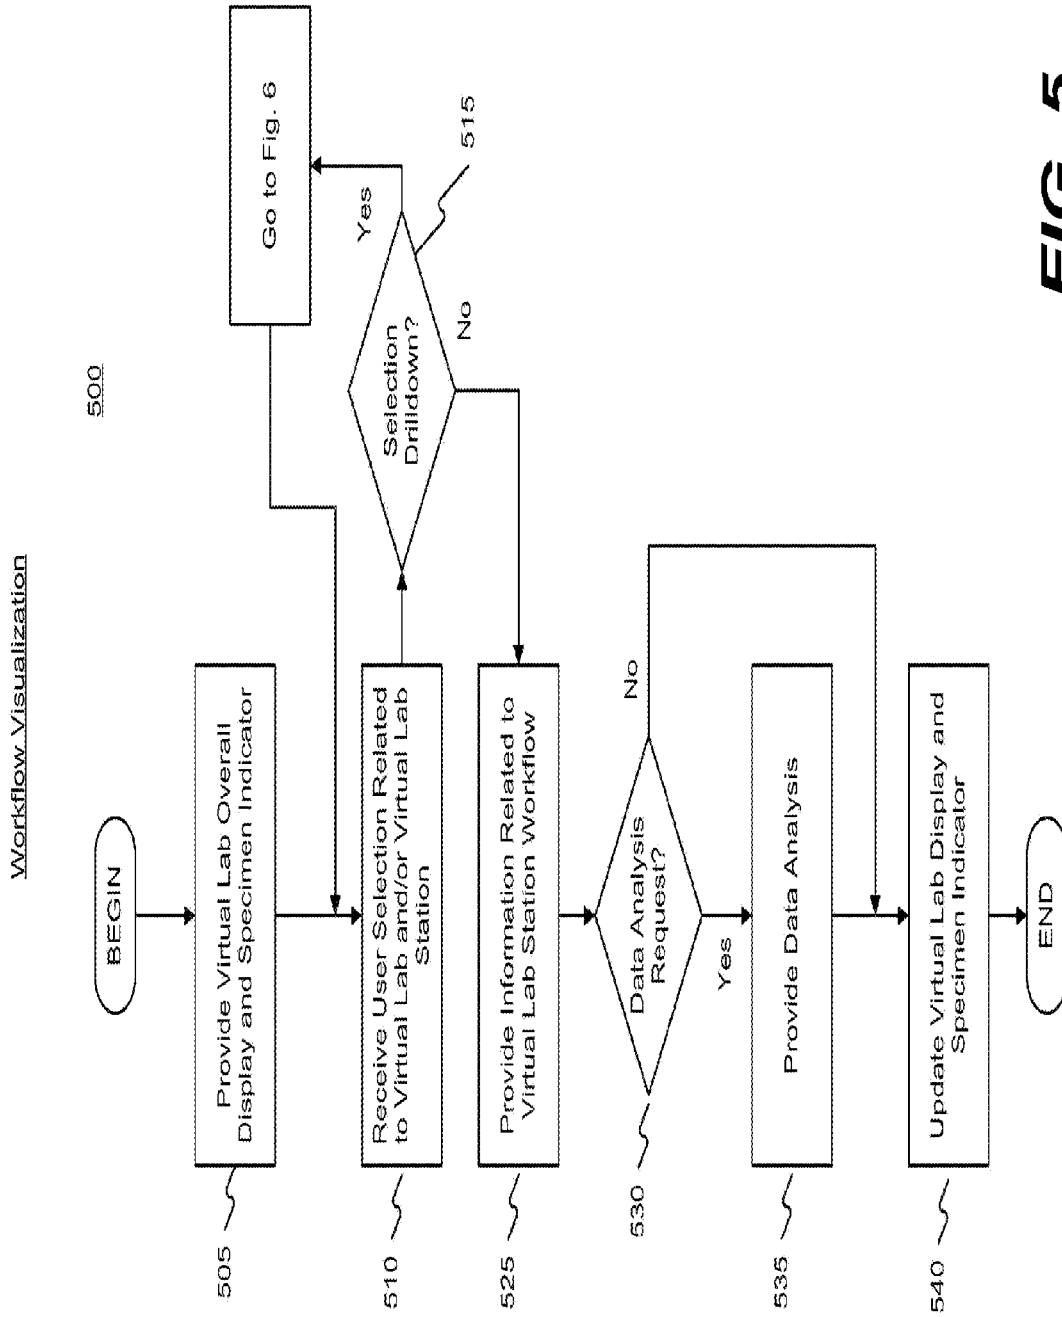 Workflow Visualization
500
BEGIN
Provide Virtual Lab Overall
Display and Specimen Indicator
505
Go to Fig. 6
Receive User Selection Related
to Virtual Lab and/or Virtual Lab
Station
510
Selection
Drilldown?
Yes
515
No
Provide Information Related to
Virtual Lab Station Workflow
525
Data Analysis
Request?
530
No
Yes
Provide Data Analysis
535
Update Virtual Lab Display and
Specimen Indicator
540
END
FIG. 5